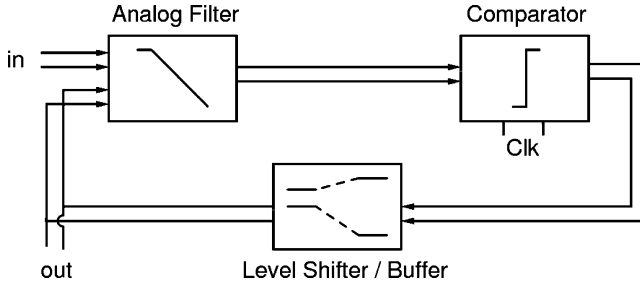 Analog Filter
Comparator
in
Clk
out
Level Shifter / Buffer